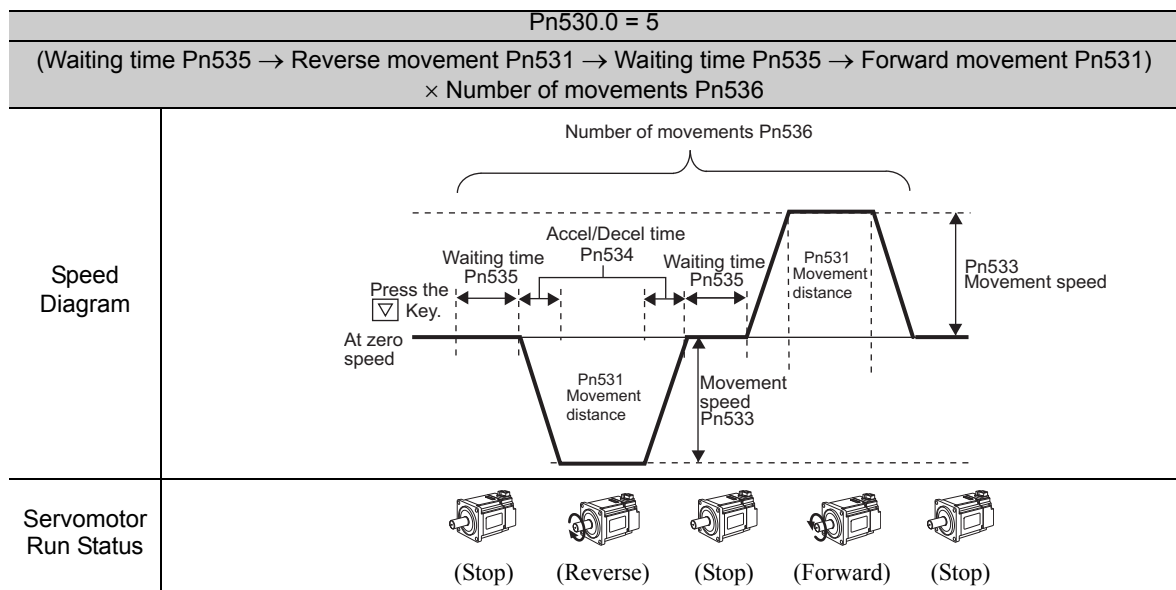 Pn530.0 = 5
(Waiting time Pn535 → Reverse movement Pn531 → Waiting time Pn535 → Forward movement Pn531)
× Number of movements Pn536
Speed
Diagram
Number of movements Pn536
Accel/Decel time
Pn534
Waiting time
Pn535
Waiting time
Pn535
Press the
▽ Key.
At zero
speed
Pn531
Movement
distance
Movement
speed
Pn533
Pn531
Movement
distance
Pn533
Movement speed
Servomotor
Run Status
(Stop) (Reverse) (Stop) (Forward) (Stop)